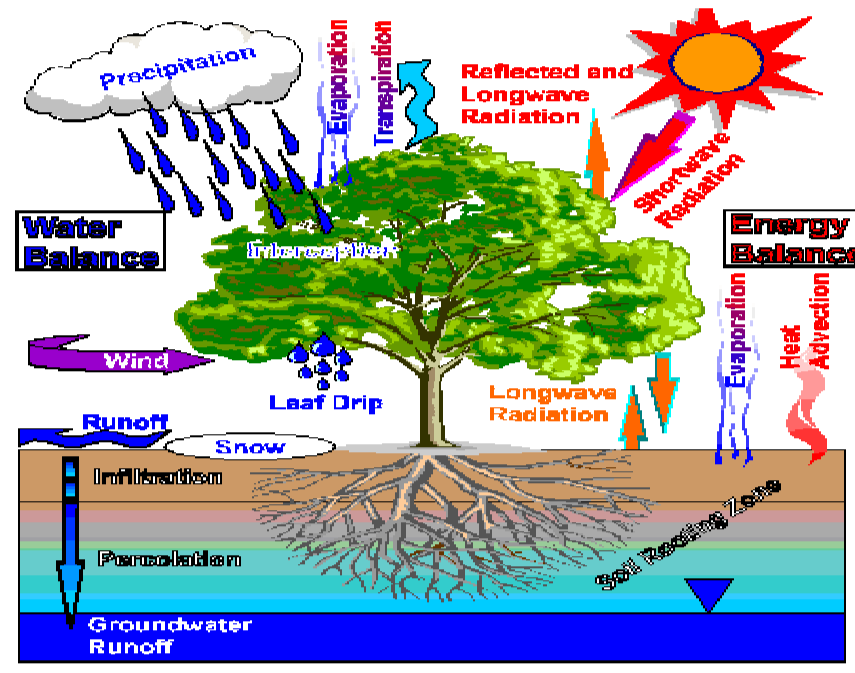 Precipitation
Evaporation
Transpiration
Reflected and
Longwave
Radiation
Shortwave
Radiation
Water
Balance
Interception
Energy
Balance
Wind
Leaf Drip
Longwave
Radiation
Evaporation
Heat
Advection
Runoff
Snow
Infiltration
Percolation
Soil Rooting Zone
Groundwater
Runoff